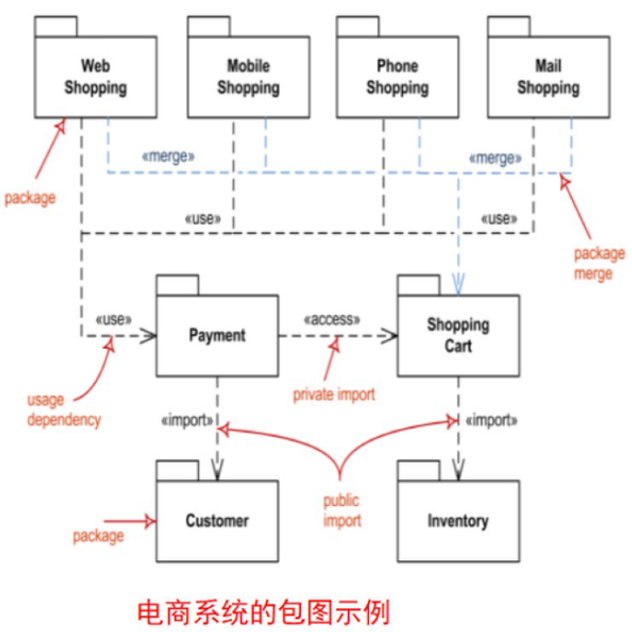 Web
Shopping
Mobile
Shopping
Phone
Shopping
Mail
Shopping
«merge»
«merge»
package
«use»
«use»
package
merge
«use»
Payment
«access»
Shopping
Cart
usage
dependency
private import
«import»
«import»
public
import
package
Customer
Inventory
电商系统的包图示例